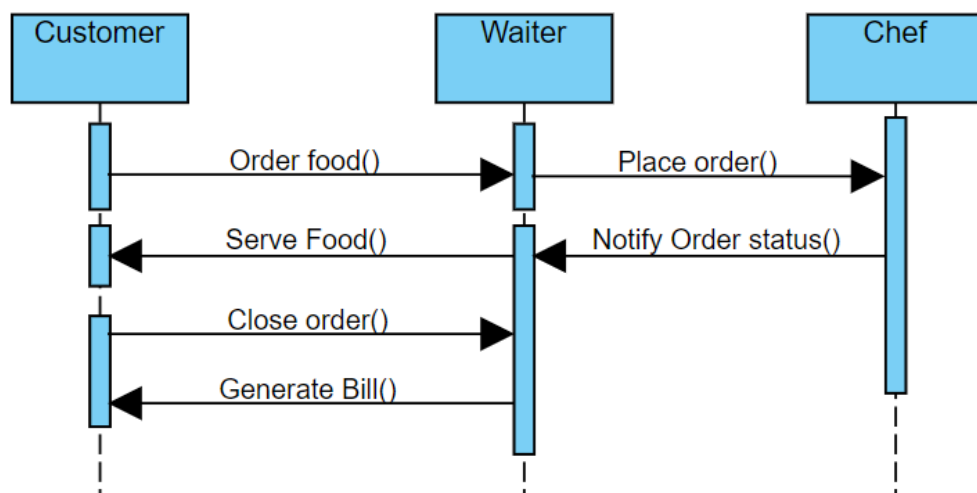 Customer
Waiter
Chef
Order food()
Place order()
Serve Food()
Notify Order status()
Close order()
Generate Bill()